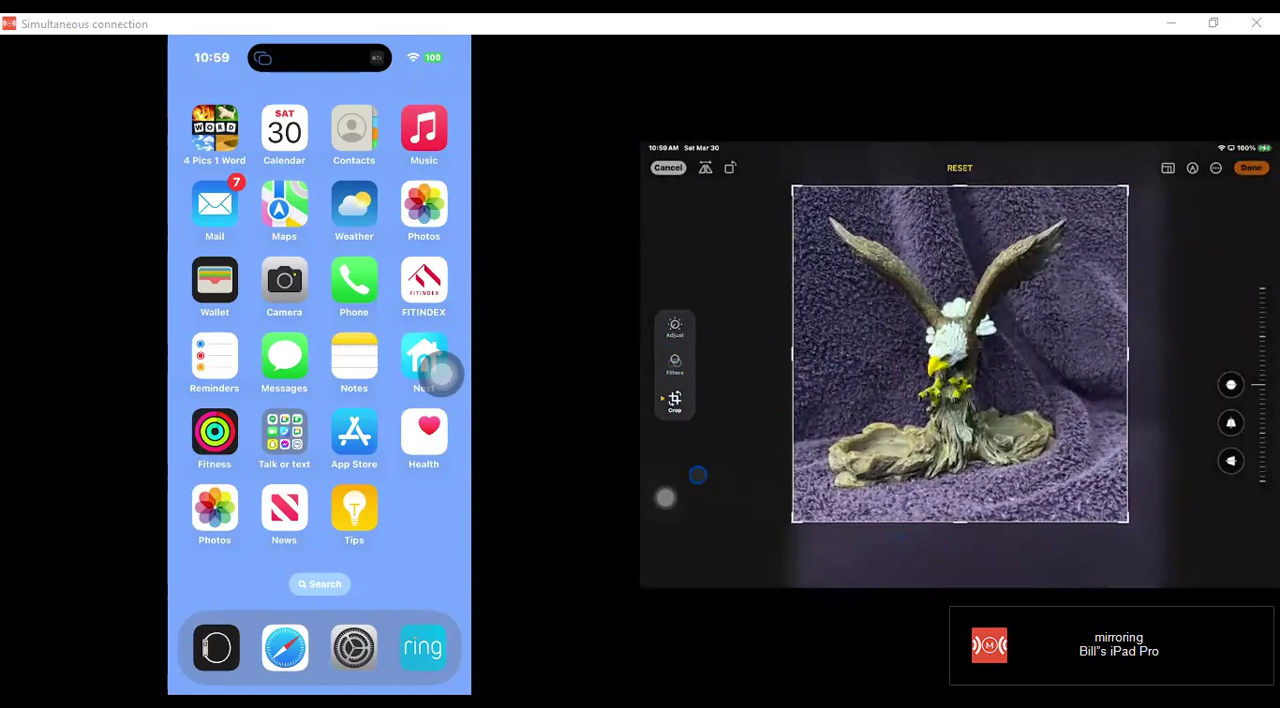 Simultaneous connection
10:59
100
WORD
4 Pics 1 Word
SAT
30
Calendar
Contacts
Music
7
Mail
Maps
Weather
Photos
Wallet
Camera
Phone
FITINDEX
FITINDEX
Reminders
Messages
Notes
Fitness
Talk or text
App Store
Health
Photos
News
Tips
Search
ring
10:59 AM Sat Mar 30
100%
Cancel
RESET
Done
Adjust
Filters
Crop
M
mirroring
Bill"s iPad Pro